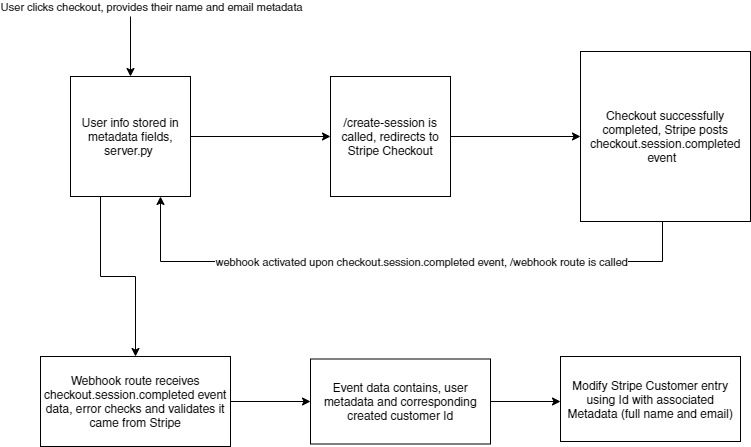 User clicks checkout, provides their name and email metadata
User info stored in
metadata fields,
server.py
/create-session is
called, redirects to
Stripe Checkout
Checkout successfully
completed, Stripe posts
checkout.session.completed
event
webhook activated upon checkout.session.completed event, /webhook route is called
Webhook route receives
checkout.session.completed event
data, error checks and validates it
came from Stripe
Event data contains, user
metadata and corresponding
created customer Id
Modify Stripe Customer entry
using Id with associated
Metadata (full name and email)